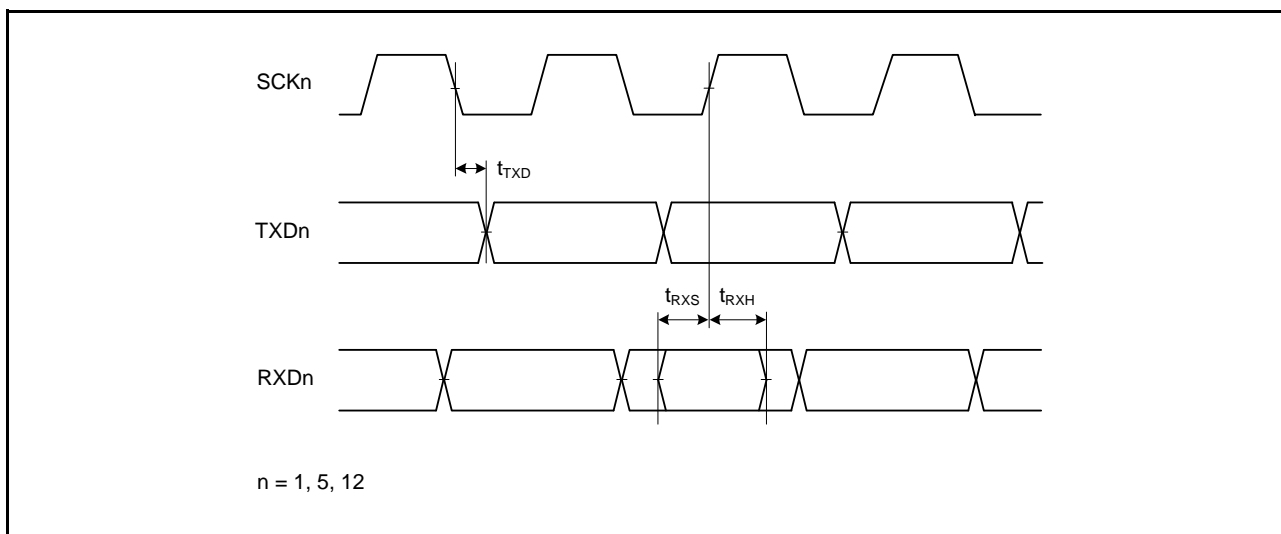 SCKn
tTXD
TXDn
tRXS tRXH
RXDn
n = 1, 5, 12